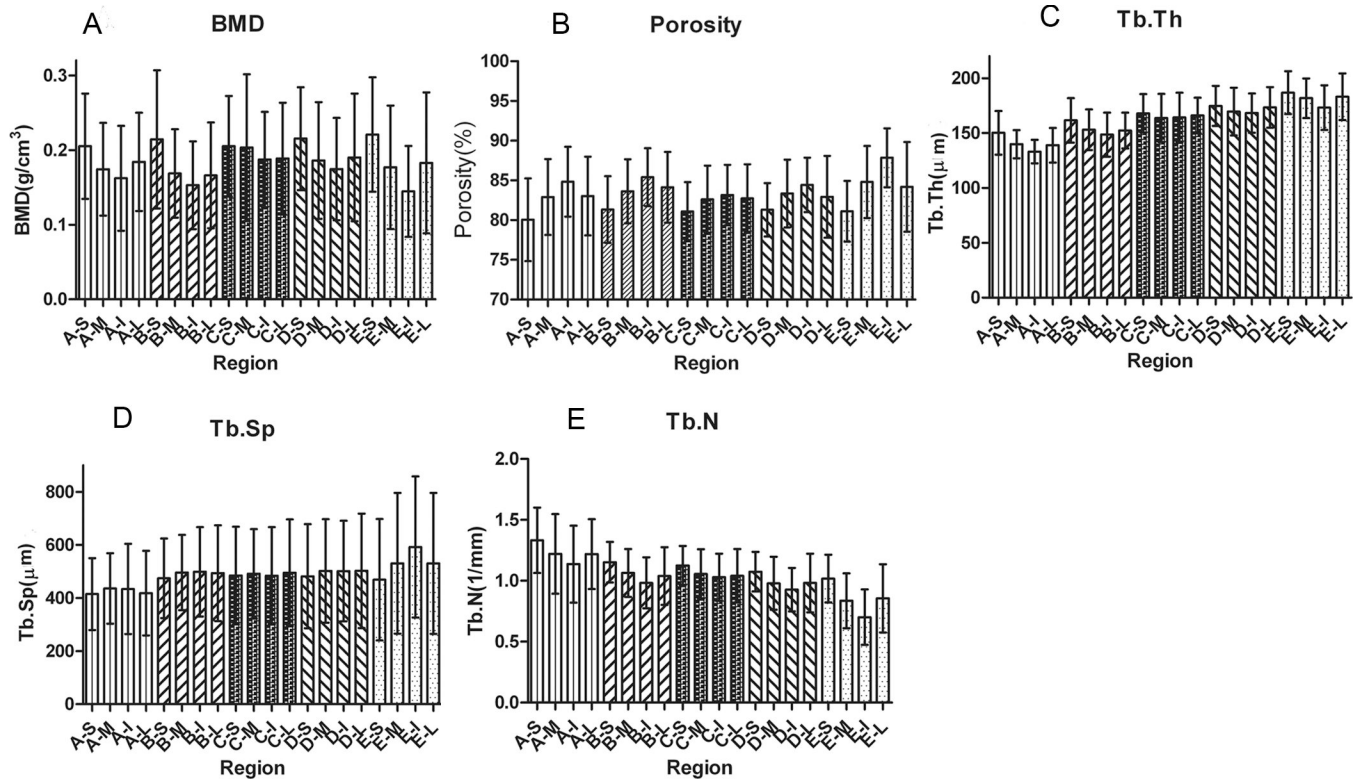 A
BMD
BMD(g/cm³)
0.3
0.2
0.1
0.0
A-S A-M A-I A-L B-S B-M B-I B-L C-S C-M C-I C-L D-S D-M D-I D-L E-S E-M E-I E-L
Region
B
Porosity
Porosity(%)
100
95
90
85
80
75
70
A-S A-M A-I A-L B-S B-M B-I B-L C-S C-M C-I C-L D-S D-M D-I D-L E-S E-M E-I E-L
Region
C
Tb.Th
Tb.Th(μm)
200
150
100
50
0
A-S A-M A-I A-L B-S B-M B-I B-L C-S C-M C-I C-L D-S D-M D-I D-L E-S E-M E-I E-L
Region
D
Tb.Sp
Tb.Sp(μm)
800
600
400
200
0
A-S A-M A-I A-L B-S B-M B-I B-L C-S C-M C-I C-L D-S D-M D-I D-L E-S E-M E-I E-L
Region
E
Tb.N
Tb.N(1/mm)
2.0
1.5
1.0
0.5
0.0
A-S A-M A-I A-L B-S B-M B-I B-L C-S C-M C-I C-L D-S D-M D-I D-L E-S E-M E-I E-L
Region